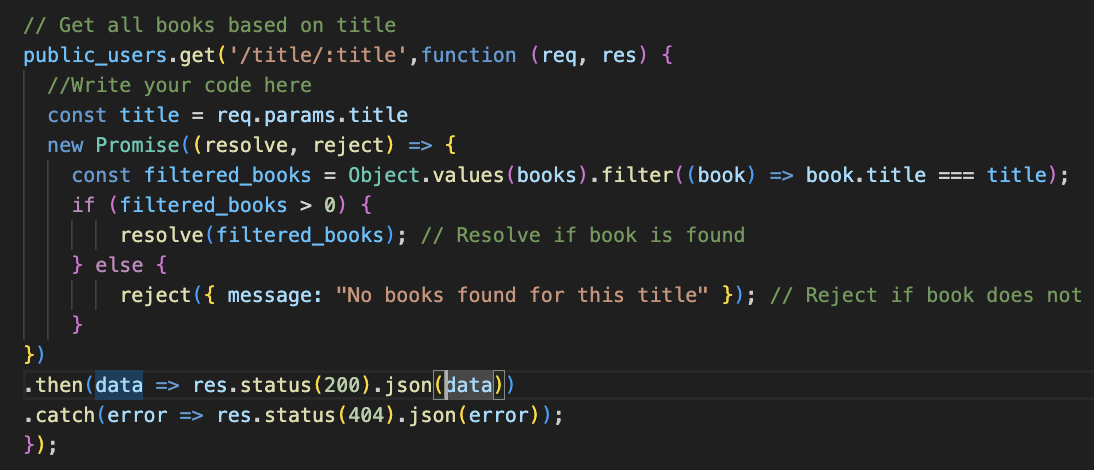 // Get all books based on title
public_users.get('/title/:title',function (req, res) {
//Write your code here
const title = req.params.title
new Promise((resolve, reject) => {
const filtered_books = Object.values(books).filter((book) => book.title === title);
if (filtered_books > 0) {
resolve(filtered_books); // Resolve if book is found
} else {
reject({ message: "No books found for this title" }); // Reject if book does not
}
})
.then(data => res.status(200).json(data))
.catch(error => res.status(404).json(error));
});